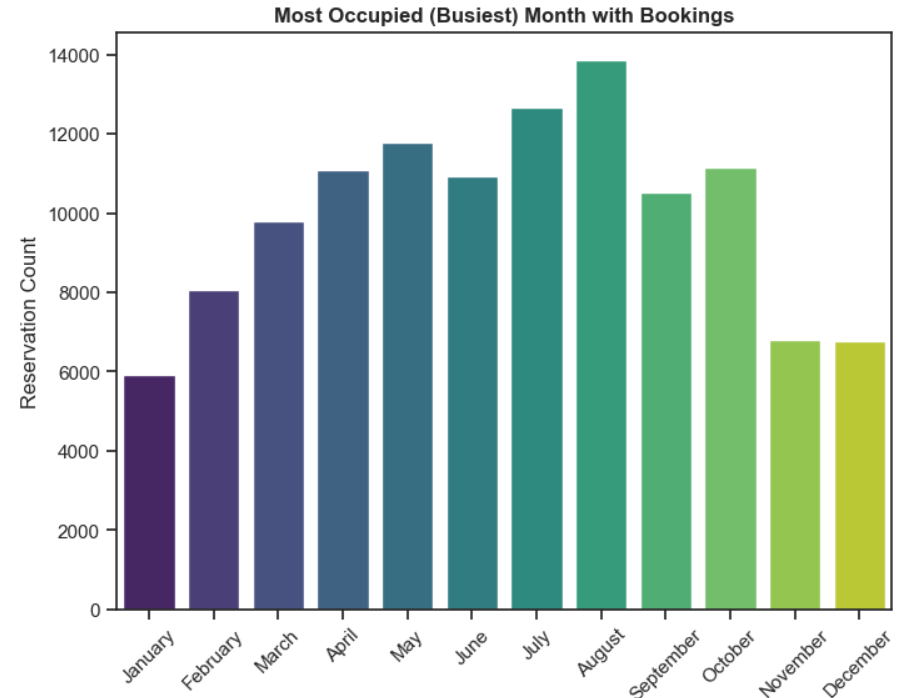 Most Occupied (Busiest) Month with Bookings
14000
12000
10000
8000
6000
4000
2000
0
Reservation Count
January
February
March
April
May
June
July
August
September
October
November
December